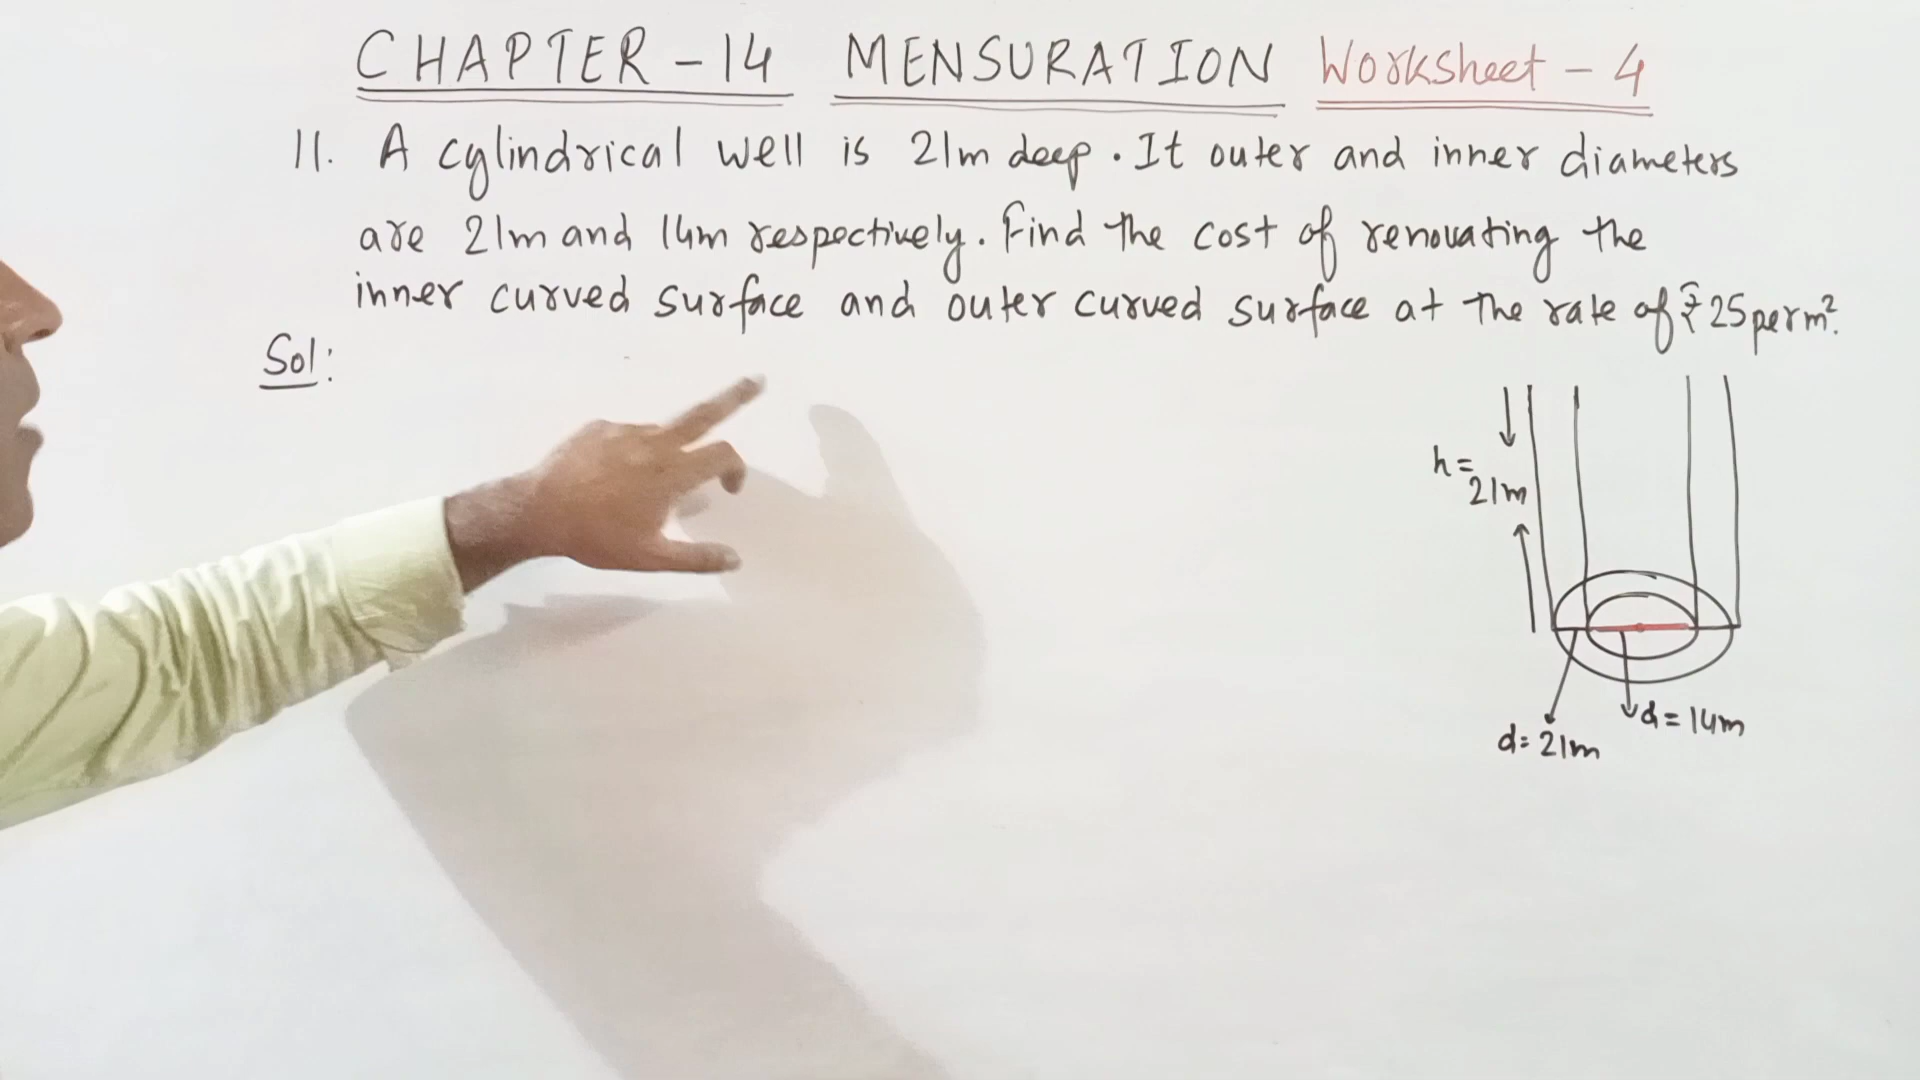 CHAPTER-14 MENSURATION Worksheet-4
11. A cylindrical well is 21m deep. It outer and inner diameters
are 21m and 14m respectively. Find the cost of renovating the
inner curved surface and outer curved surface at the rate of ₹25 per m².
Sol:
h=
21m
d=14m
d=21m